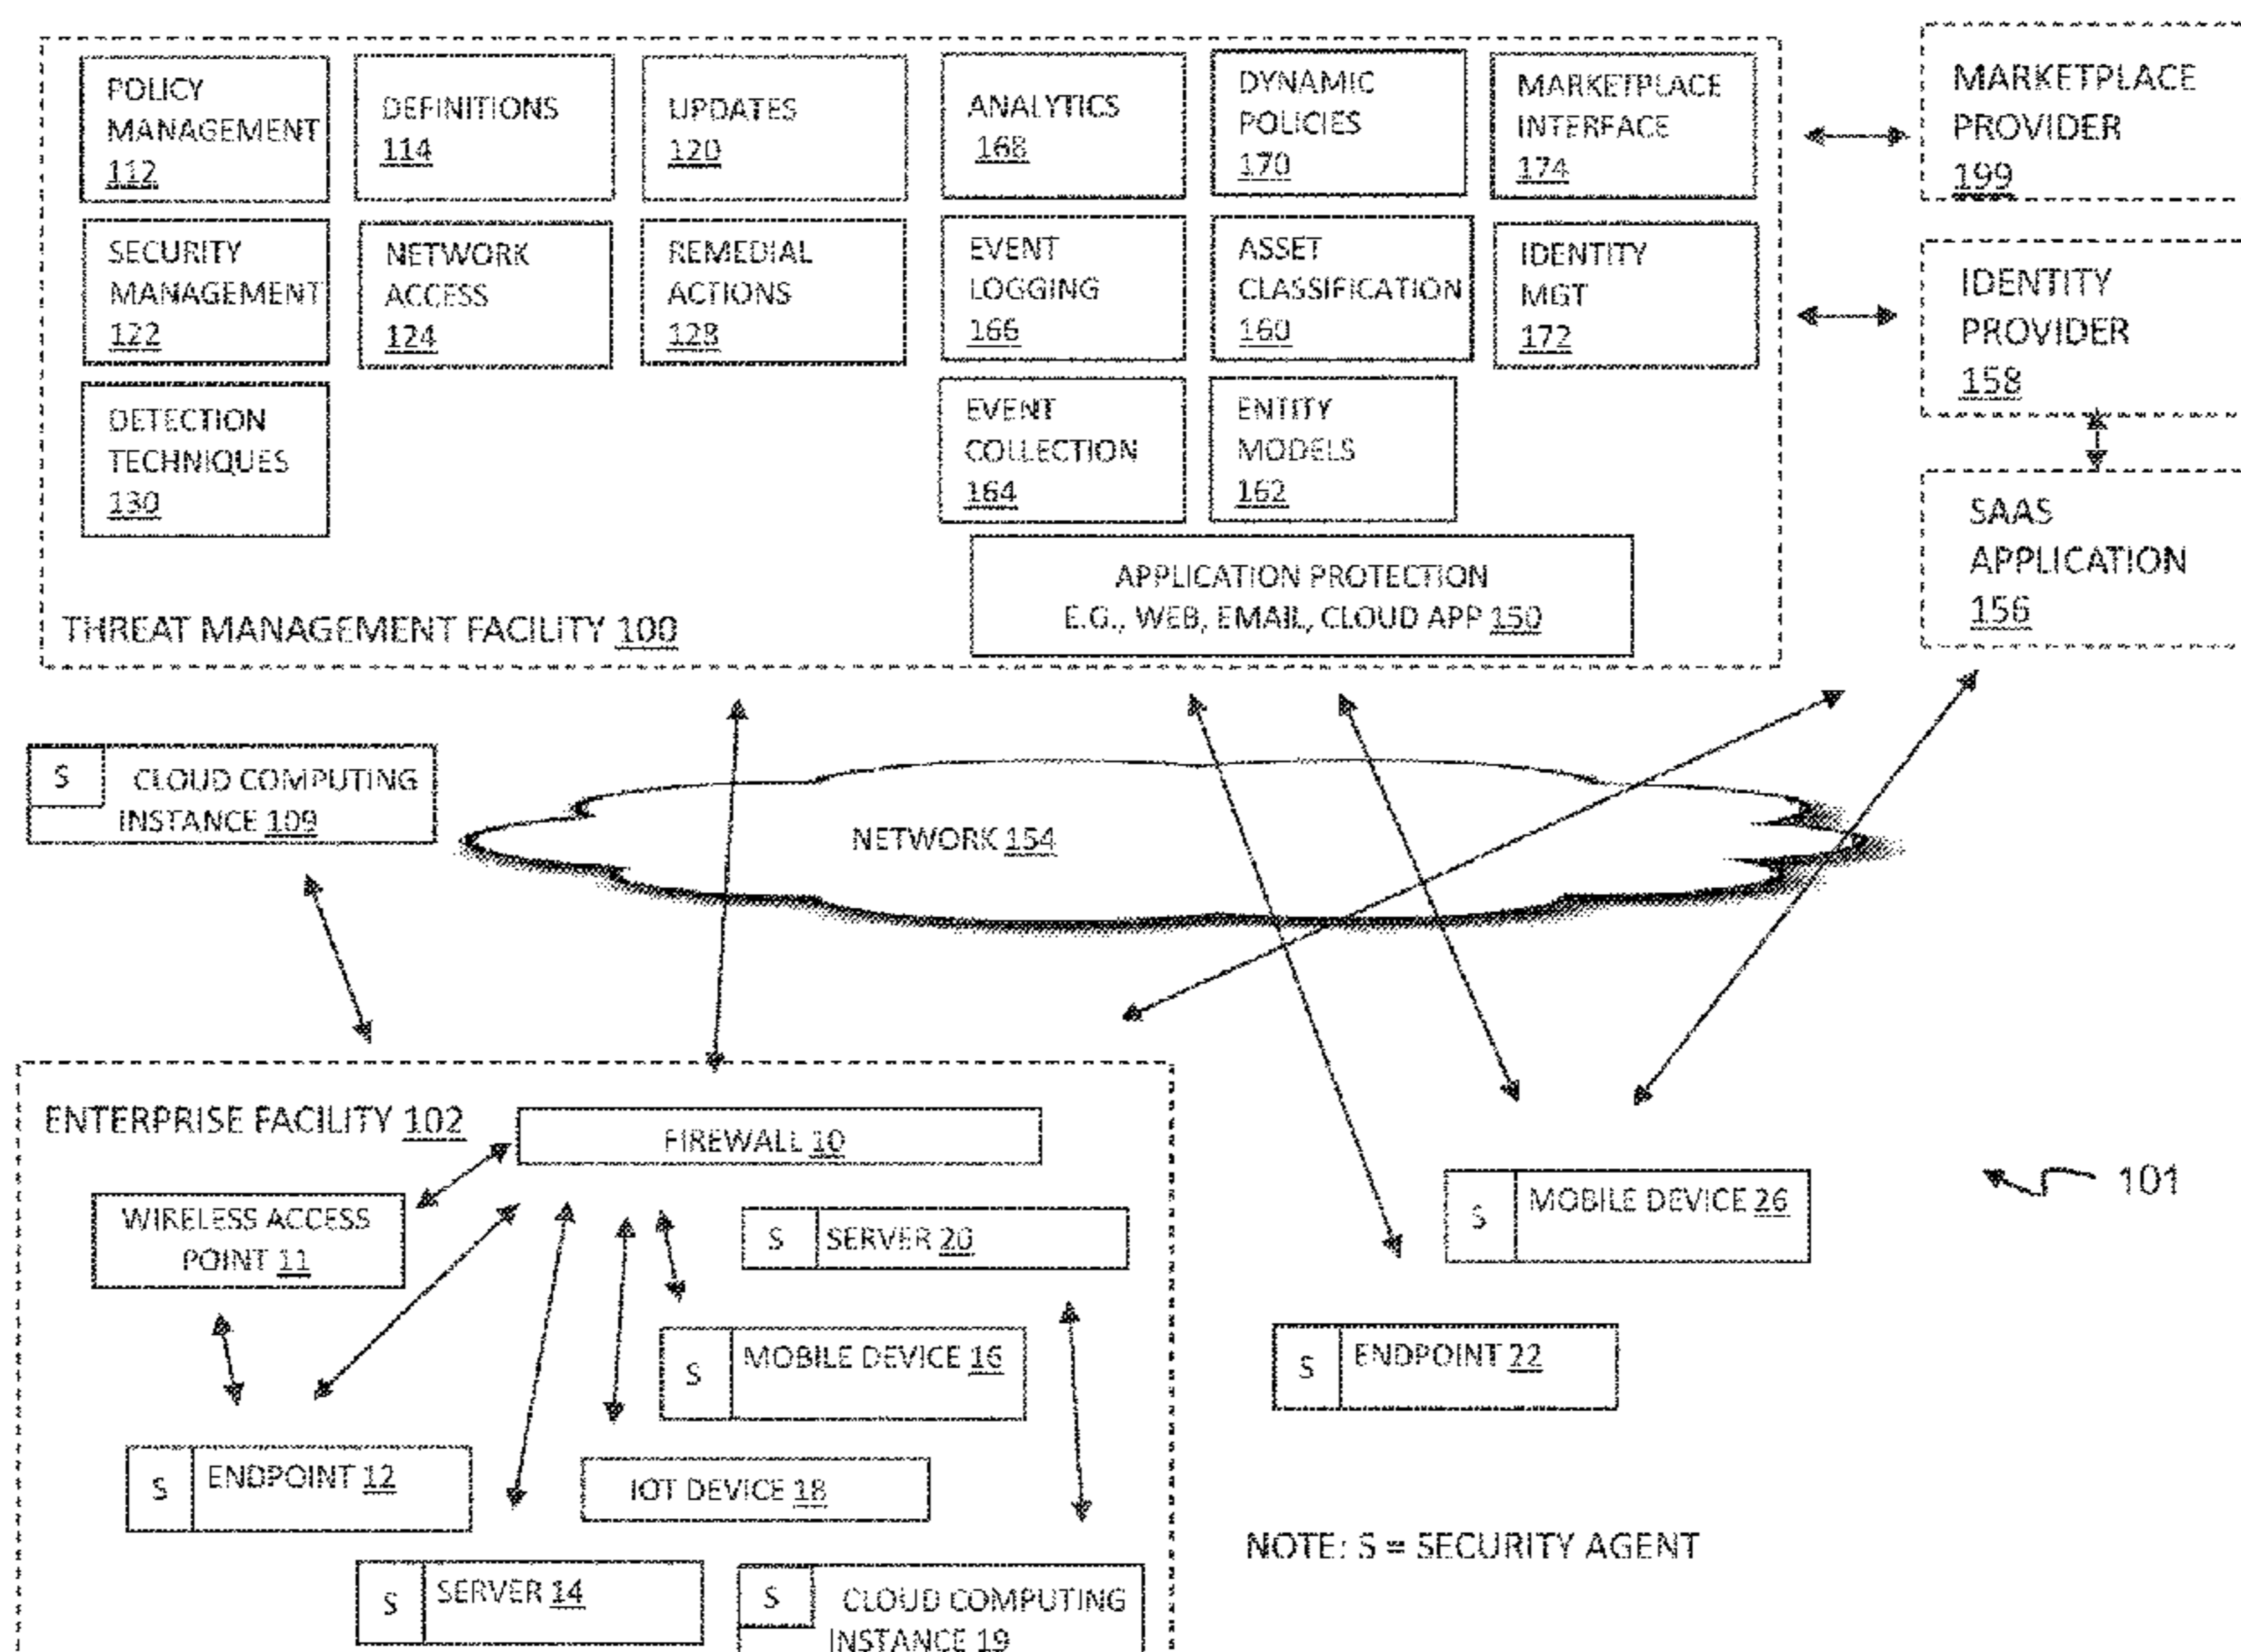 POLICY
MANAGEMENT
112
DEFINITIONS
114
UPDATES
120
ANALYTICS
168
DYNAMIC
POLICIES
170
MARKETPLACE
INTERFACE
174
MARKETPLACE
PROVIDER
199
SECURITY
MANAGEMENT
122
NETWORK
ACCESS
124
REMEDIAL
ACTIONS
128
EVENT
LOGGING
166
ASSET
CLASSIFICATION
160
IDENTITY
MGT
172
IDENTITY
PROVIDER
158
DETECTION
TECHNIQUES
130
EVENT
COLLECTION
164
ENTITY
MODELS
162
SAAS
APPLICATION
156
APPLICATION PROTECTION
E.G., WEB, EMAIL, CLOUD APP 150
THREAT MANAGEMENT FACILITY 100
S CLOUD COMPUTING
INSTANCE 109
NETWORK 154
ENTERPRISE FACILITY 102
FIREWALL 10
WIRELESS ACCESS
POINT 11
S SERVER 20
S MOBILE DEVICE 26
101
S MOBILE DEVICE 16
S ENDPOINT 22
S ENDPOINT 12
IOT DEVICE 18
NOTE: S = SECURITY AGENT
S SERVER 14
S CLOUD COMPUTING
INSTANCE 19